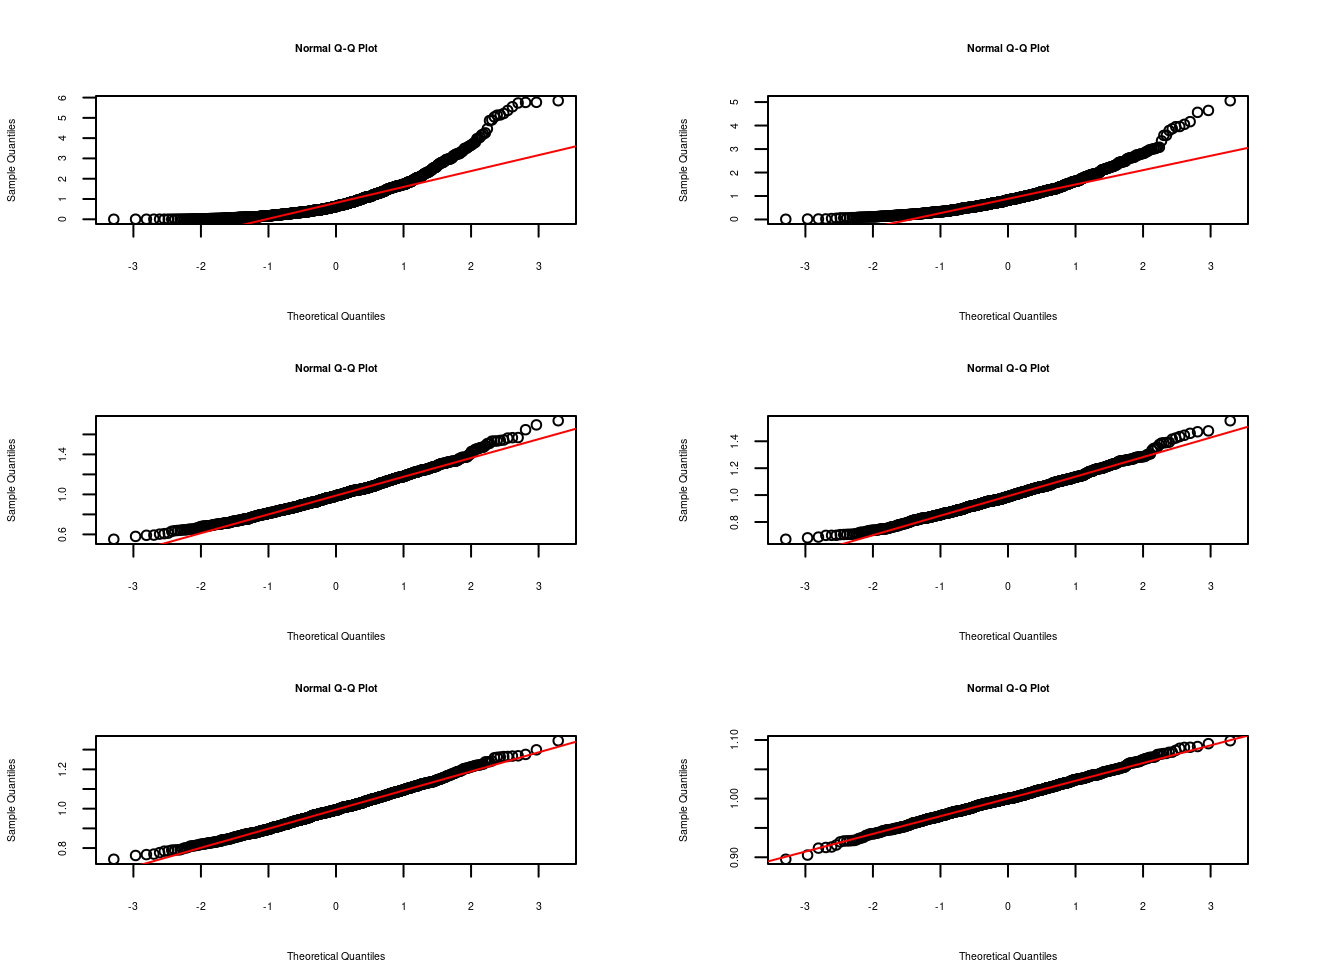 Normal Q-Q Plot
Sample Quantiles
0 1 2 3 4 5 6
-3 -2 -1 0 1 2 3
Theoretical Quantiles
Normal Q-Q Plot
Sample Quantiles
0 1 2 3 4 5
-3 -2 -1 0 1 2 3
Theoretical Quantiles
Normal Q-Q Plot
Sample Quantiles
0.6 1.0 1.4
-3 -2 -1 0 1 2 3
Theoretical Quantiles
Normal Q-Q Plot
Sample Quantiles
0.8 1.0 1.2 1.4
-3 -2 -1 0 1 2 3
Theoretical Quantiles
Normal Q-Q Plot
Sample Quantiles
0.8 1.0 1.2
-3 -2 -1 0 1 2 3
Theoretical Quantiles
Normal Q-Q Plot
Sample Quantiles
0.90 1.00 1.10
-3 -2 -1 0 1 2 3
Theoretical Quantiles